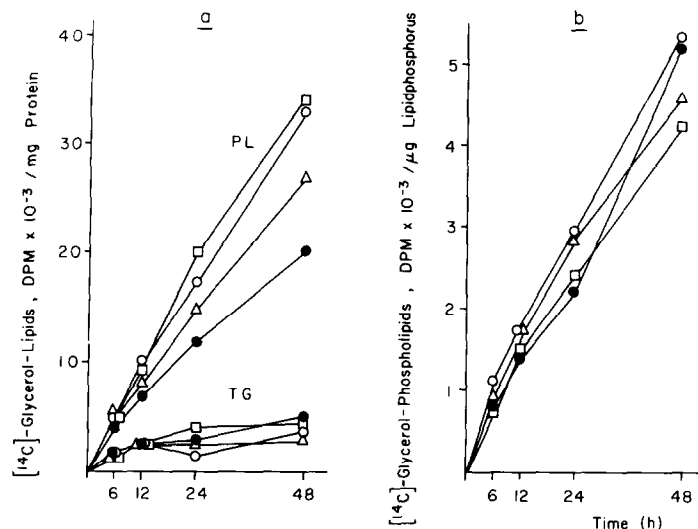 a
[14C]-Glycerol-Lipids, DPM x 10-3 / mg Protein
40
30
20
10
PL
TG
6 12 24 48
b
[14C]-Glycerol-Phospholipids, DPM x 10-3 / µg Lipidphosphorus
5
4
3
2
1
6 12 24 48
Time (h)